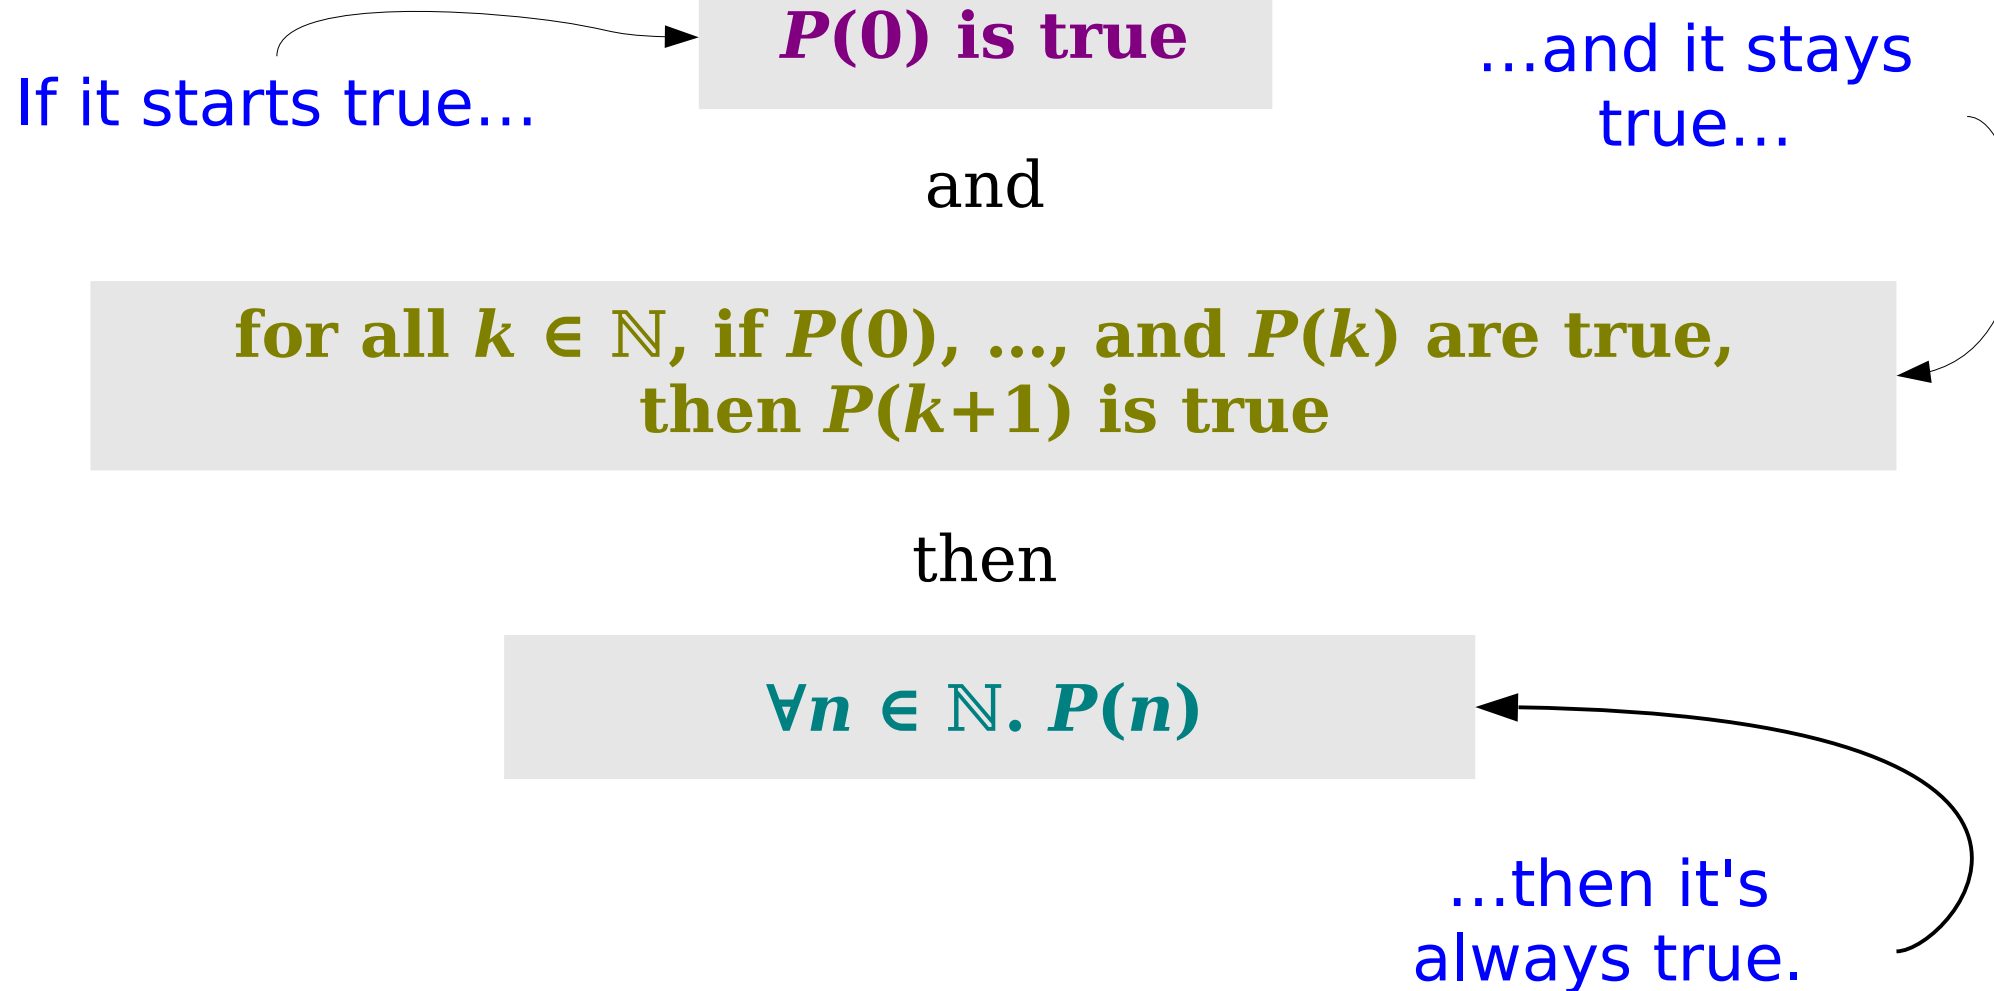 P(0) is true
If it starts true…
…and it stays
true…
and
for all k ∈ ℕ, if P(0), …, and P(k) are true,
then P(k+1) is true
then
∀n ∈ ℕ. P(n)
…then it's
always true.